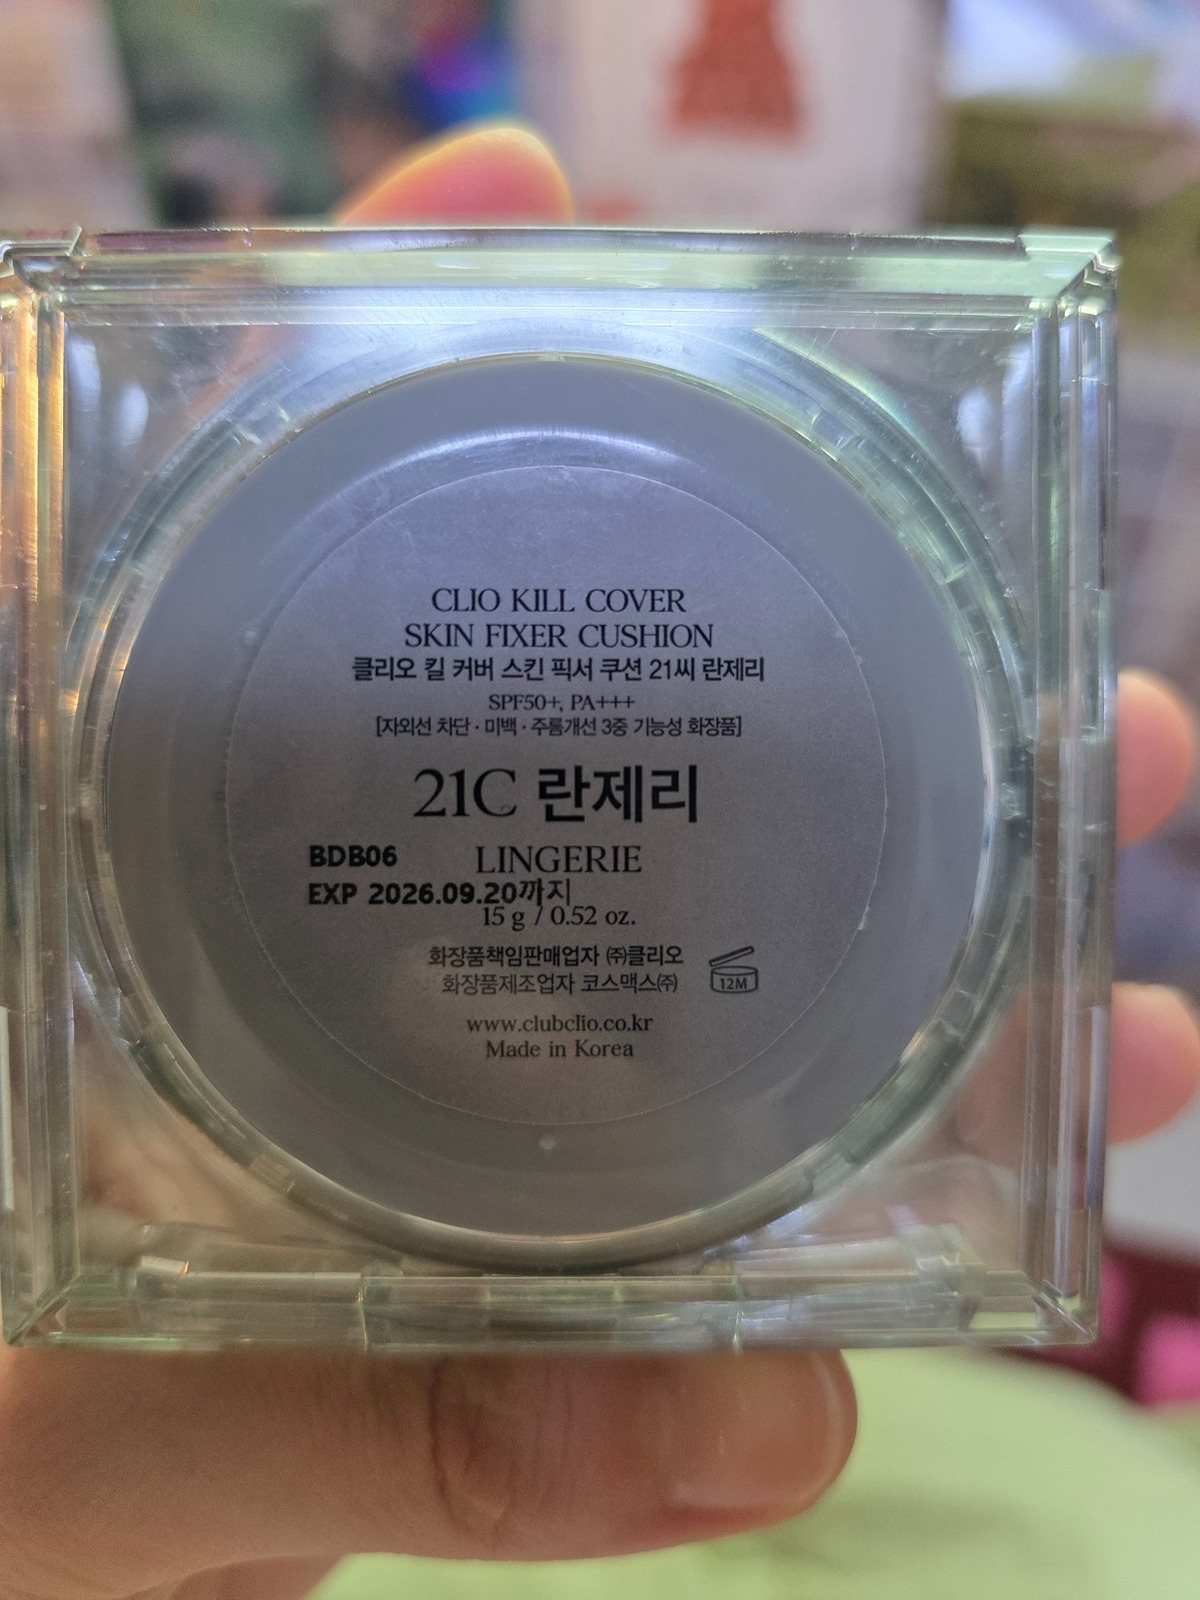 CLIO KILL COVER
SKIN FIXER CUSHION
클리오 킬 커버 스킨 픽서 쿠션 21씨 란제리
SPF50+, PA+++
[자외선 차단 · 미백 · 주름개선 3중 기능성 화장품]
21C 란제리
BDB06
LINGERIE
EXP 2026.09.20까지
15 g / 0.52 oz.
화장품책임판매업자 ㈜클리오
화장품제조업자 코스맥스㈜
12M
www.clubclio.co.kr
Made in Korea